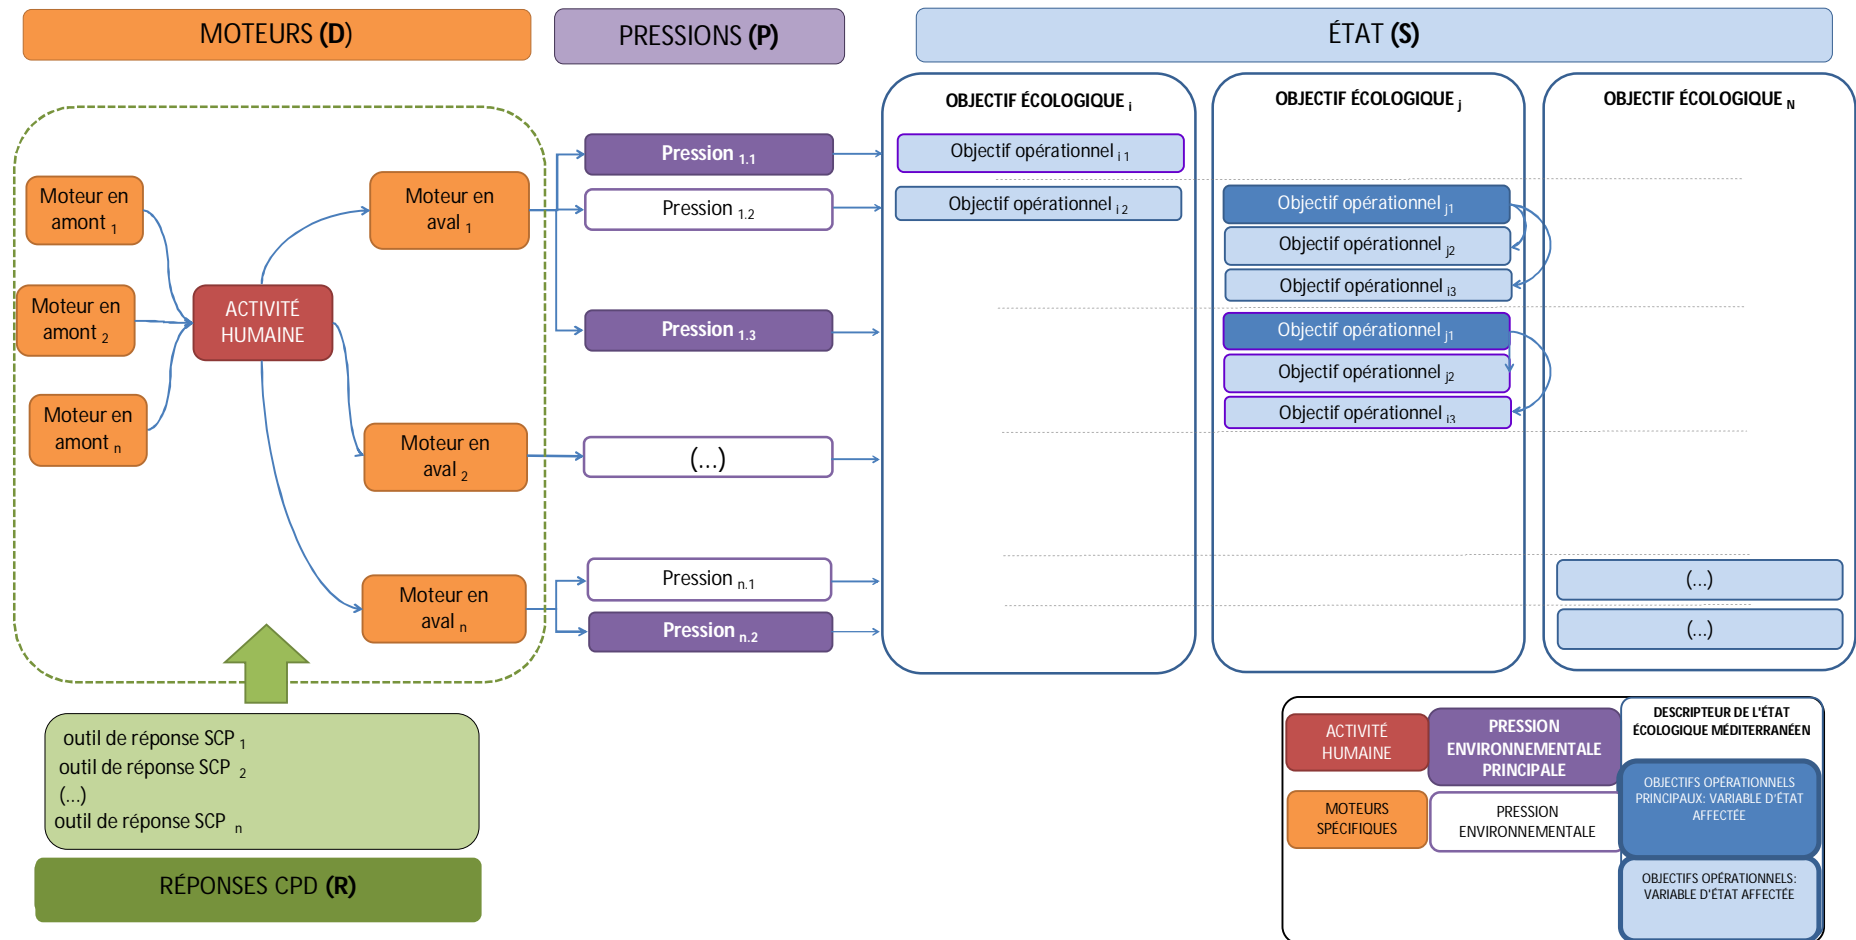 MOTEURS (D)
PRESSIONS (P)
ÉTAT (S)
OBJECTIF ÉCOLOGIQUE i
OBJECTIF ÉCOLOGIQUE j
OBJECTIF ÉCOLOGIQUE N
Moteur en
amont 1
Moteur en
amont 2
Moteur en
amont n
ACTIVITÉ
HUMAINE
Moteur en
aval 1
Moteur en
aval 2
Moteur en
aval n
Pression 1.1
Pression 1.2
Pression 1.3
(...)
Pression n.1
Pression n.2
Objectif opérationnel i 1
Objectif opérationnel i 2
Objectif opérationnel j1
Objectif opérationnel j2
Objectif opérationnel i3
Objectif opérationnel j1
Objectif opérationnel j2
Objectif opérationnel i3
(...)
(...)
outil de réponse SCP 1
outil de réponse SCP 2
(...)
outil de réponse SCP n
RÉPONSES CPD (R)
ACTIVITÉ
HUMAINE
PRESSION
ENVIRONNEMENTALE
PRINCIPALE
DESCRIPTEUR DE L'ÉTAT
ÉCOLOGIQUE MÉDITERRANÉEN
MOTEURS
SPÉCIFIQUES
PRESSION
ENVIRONNEMENTALE
OBJECTIFS OPÉRATIONNELS
PRINCIPAUX: VARIABLE D'ÉTAT
AFFECTÉE
OBJECTIFS OPÉRATIONNELS:
VARIABLE D'ÉTAT AFFECTÉE